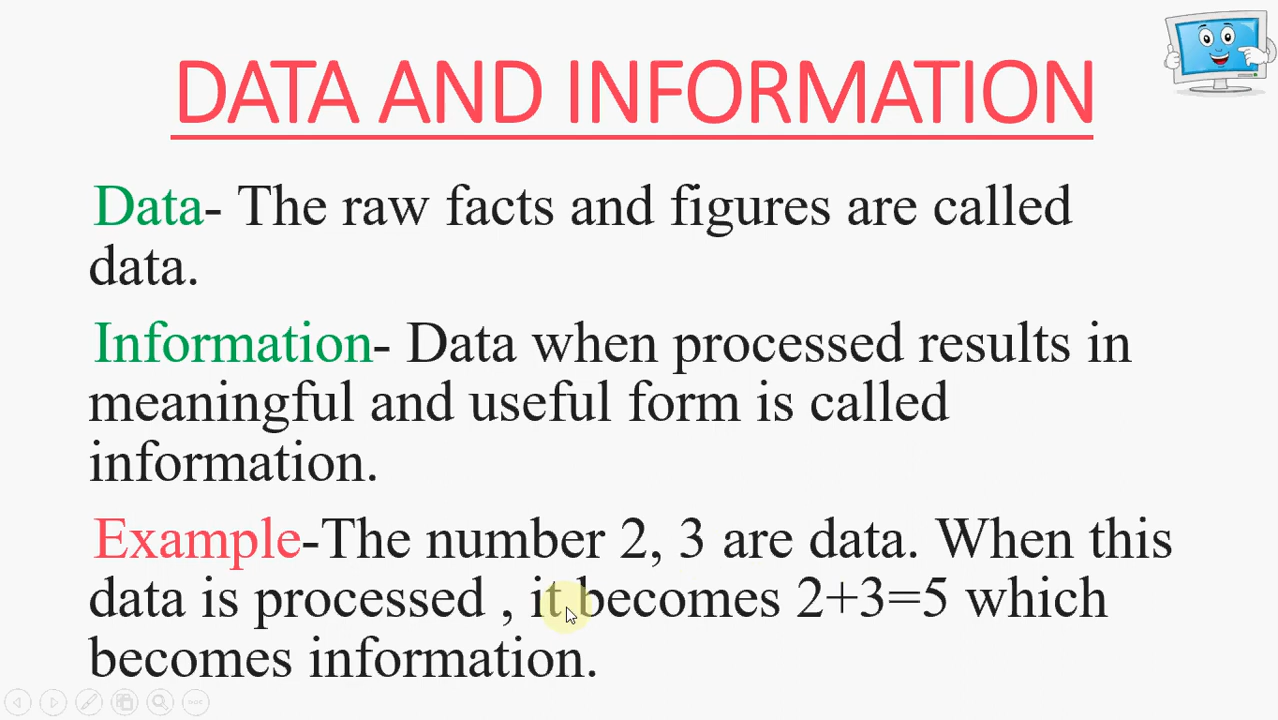 DATA AND INFORMATION
Data- The raw facts and figures are called
data.
Information- Data when processed results in
meaningful and useful form is called
information.
Example-The number 2, 3 are data. When this
data is processed , it becomes 2+3=5 which
becomes information.